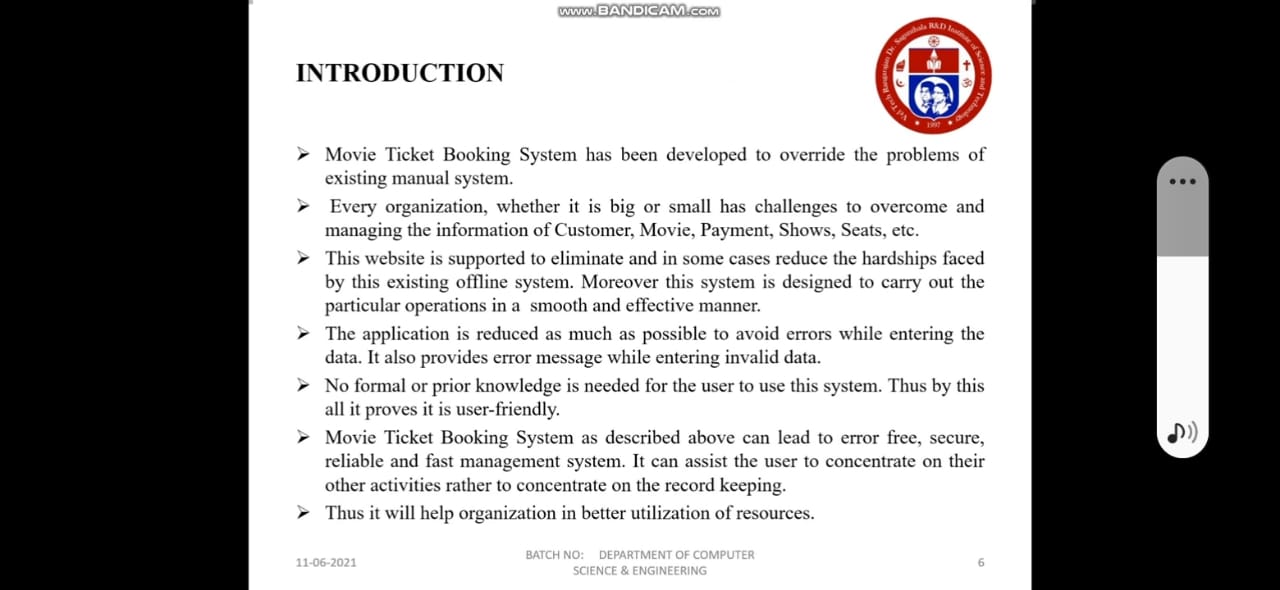 www.BANDICAM.com
INTRODUCTION
Vel Tech Rangarajan Dr. Sagunthala R&D Institute of Science and Technology
1997
➢ Movie Ticket Booking System has been developed to override the problems of
existing manual system.
➢ Every organization, whether it is big or small has challenges to overcome and
managing the information of Customer, Movie, Payment, Shows, Seats, etc.
➢ This website is supported to eliminate and in some cases reduce the hardships faced
by this existing offline system. Moreover this system is designed to carry out the
particular operations in a smooth and effective manner.
➢ The application is reduced as much as possible to avoid errors while entering the
data. It also provides error message while entering invalid data.
➢ No formal or prior knowledge is needed for the user to use this system. Thus by this
all it proves it is user-friendly.
➢ Movie Ticket Booking System as described above can lead to error free, secure,
reliable and fast management system. It can assist the user to concentrate on their
other activities rather to concentrate on the record keeping.
➢ Thus it will help organization in better utilization of resources.
11-06-2021
BATCH NO: DEPARTMENT OF COMPUTER
SCIENCE & ENGINEERING
6